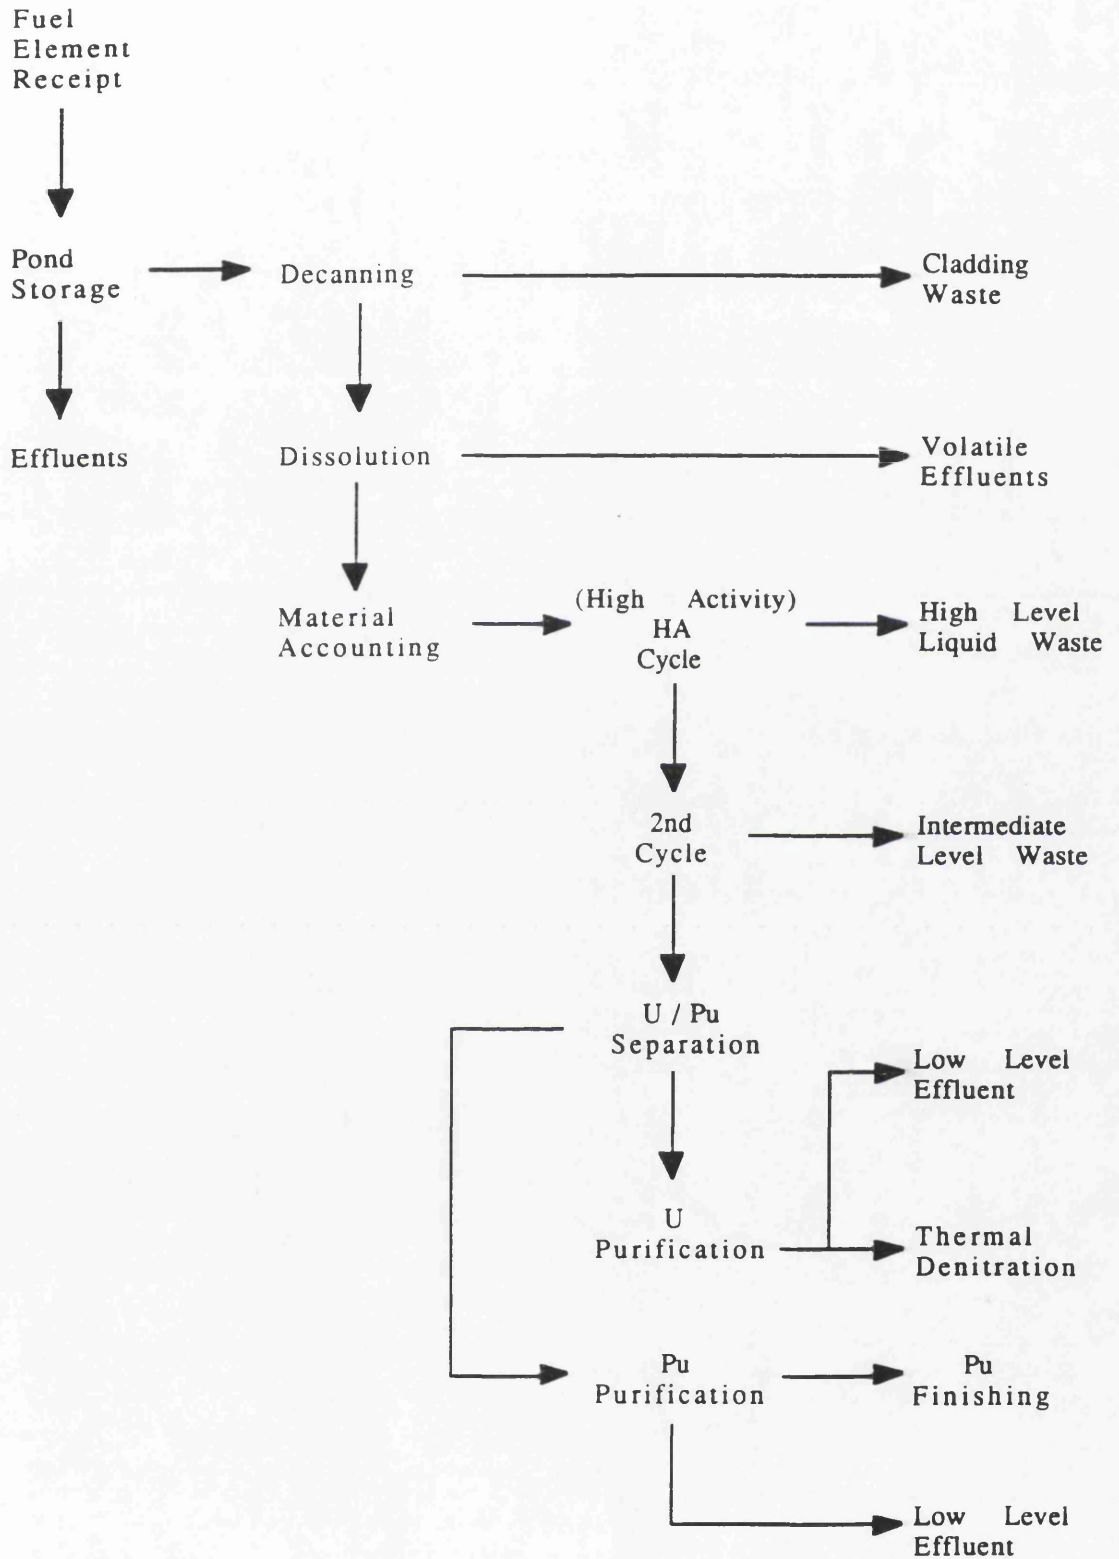 Fuel
Element
Receipt
Pond
Storage
Decanning
Cladding
Waste
Effluents
Dissolution
Volatile
Effluents
Material
Accounting
(High Activity)
HA
Cycle
High Level
Liquid Waste
2nd
Cycle
Intermediate
Level Waste
U / Pu
Separation
Low Level
Effluent
U
Purification
Thermal
Denitration
Pu
Purification
Pu
Finishing
Low Level
Effluent